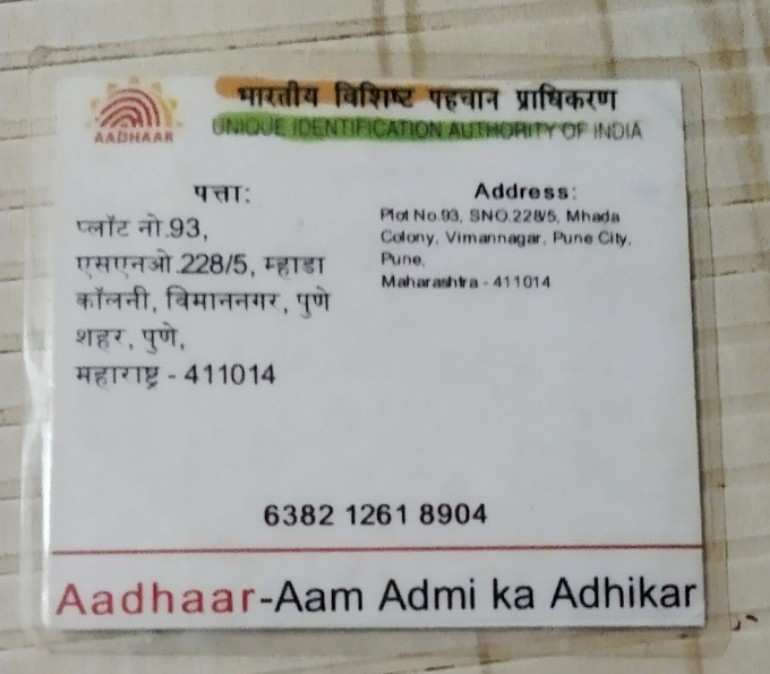 AADHAAR
भारतीय विशिष्ट पहचान प्राधिकरण
UNIQUE IDENTIFICATION AUTHORITY OF INDIA
पत्ता:
प्लॉट नो.93,
एसएनओ.228/5, म्हाडा
कॉलनी, विमाननगर, पुणे
शहर, पुणे,
महाराष्ट्र - 411014
Address:
Plot No.93, SNO.228/5, Mhada
Colony, Vimannagar, Pune City,
Pune,
Maharashtra - 411014
6382 1261 8904
Aadhaar-Aam Admi ka Adhikar